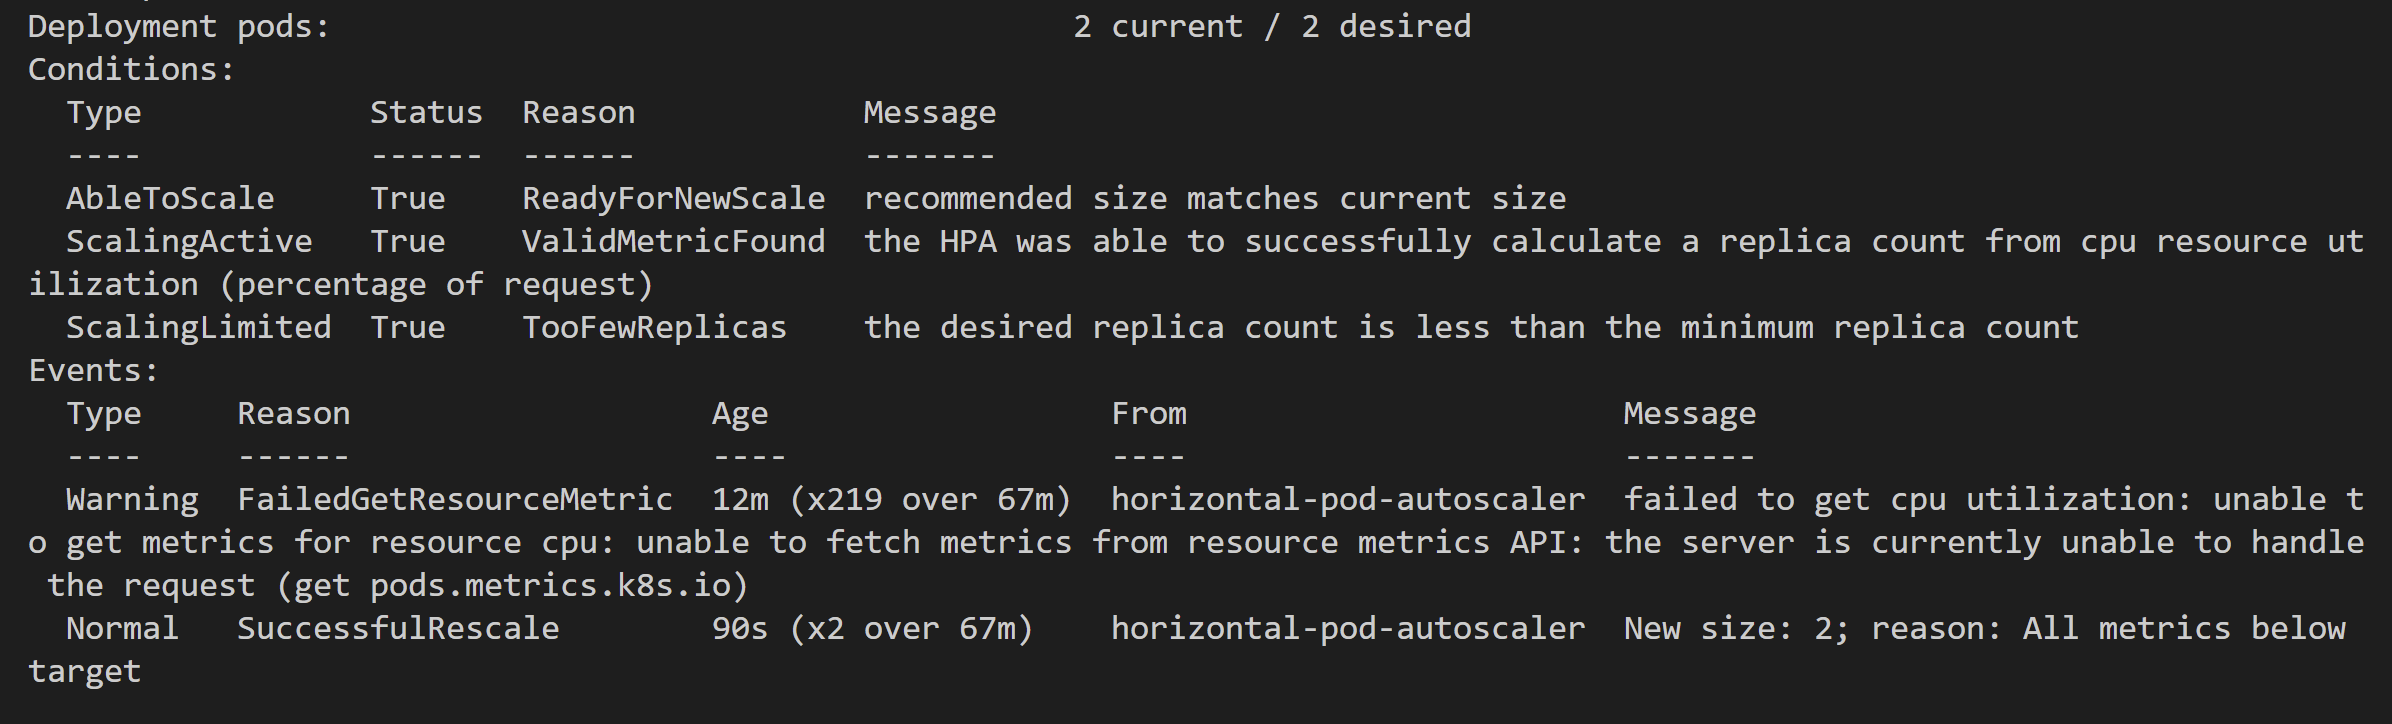 Deployment pods:                                       2 current / 2 desired
Conditions:
  Type            Status  Reason            Message
  ----            ------  ------            -------
  AbleToScale     True    ReadyForNewScale  recommended size matches current size
  ScalingActive   True    ValidMetricFound  the HPA was able to successfully calculate a replica count from cpu resource ut
ilization (percentage of request)
  ScalingLimited  True    TooFewReplicas    the desired replica count is less than the minimum replica count
Events:
  Type     Reason                   Age                  From                       Message
  ----     ------                   ----                 ----                       -------
  Warning  FailedGetResourceMetric  12m (x219 over 67m)  horizontal-pod-autoscaler  failed to get cpu utilization: unable t
o get metrics for resource cpu: unable to fetch metrics from resource metrics API: the server is currently unable to handle
 the request (get pods.metrics.k8s.io)
  Normal   SuccessfulRescale        90s (x2 over 67m)    horizontal-pod-autoscaler  New size: 2; reason: All metrics below
target